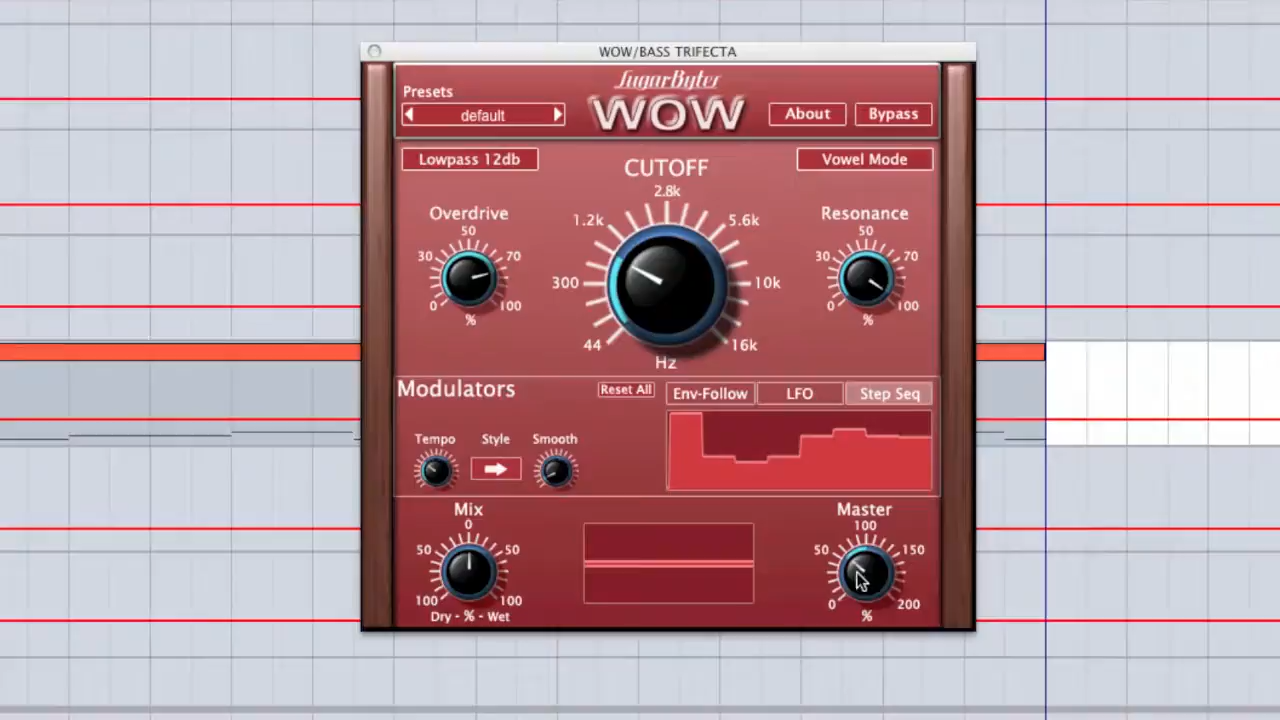 WOW/BASS TRIFECTA
SugarBytes
Presets
default
WOW
About
Bypass
Lowpass 12db
CUTOFF
Vowel Mode
2.8k
1.2k
5.6k
300
10k
44
16k
Hz
Overdrive
50
30
70
0
100
%
Resonance
50
30
70
0
100
%
Modulators
Reset All
Env-Follow
LFO
Step Seq
Tempo
Style
Smooth
Mix
0
50
50
100
100
Dry - % - Wet
Master
100
50
150
0
200
%